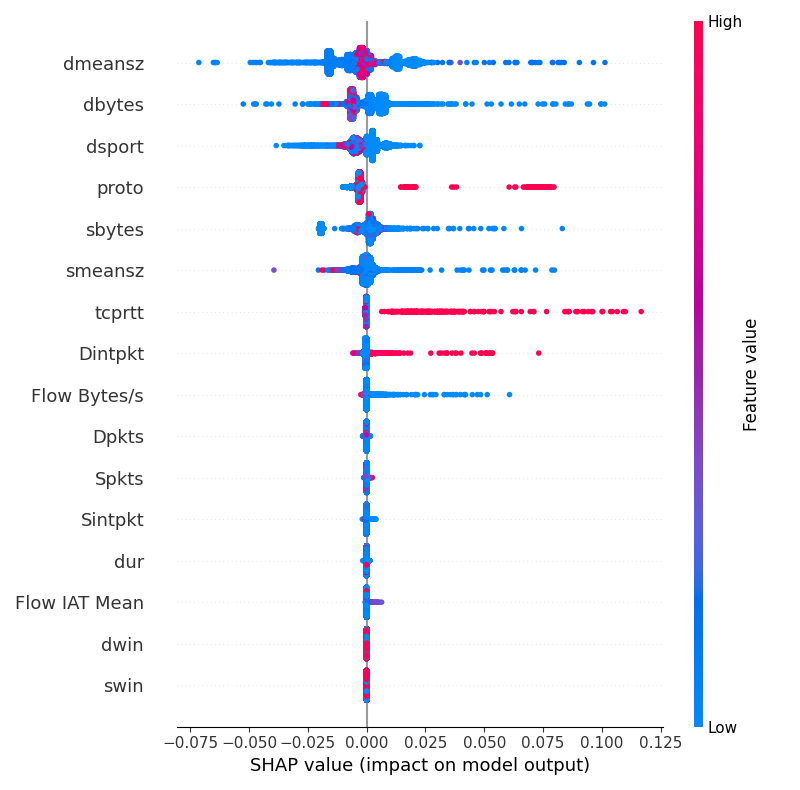 High
dmeansz
dbytes
dsport
proto
sbytes
smeansz
tcprtt
Dintpkt
Flow Bytes/s
Dpkts
Spkts
Sintpkt
dur
Flow IAT Mean
dwin
swin
Feature value
Low
−0.075 −0.050 −0.025 0.000 0.025 0.050 0.075 0.100 0.125
SHAP value (impact on model output)